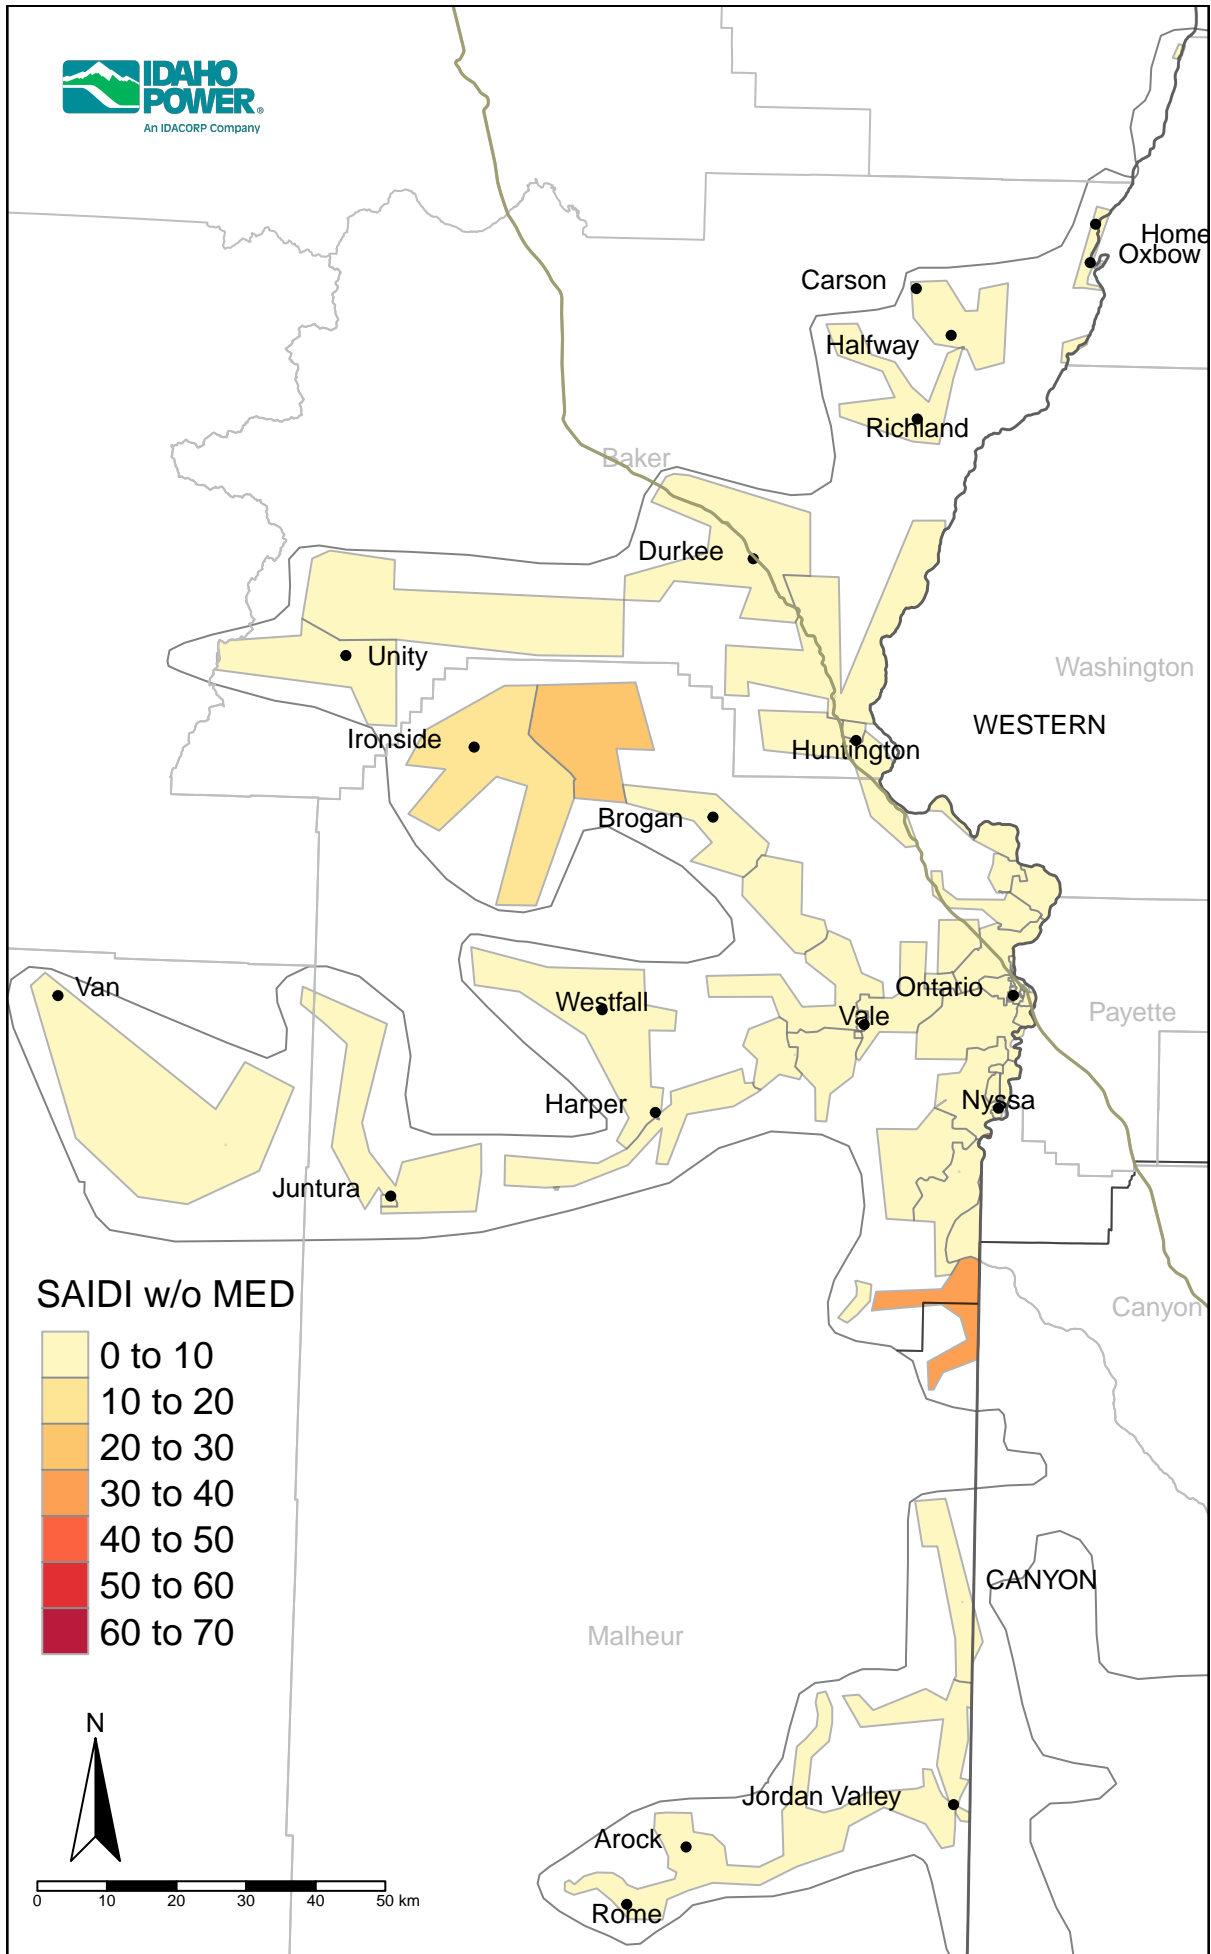 IDAHO
POWER®
An IDACORP Company
Home
Oxbow
Carson
Halfway
Richland
Baker
Durkee
Unity
Washington
WESTERN
Ironside
Huntington
Brogan
Van
Westfall
Ontario
Vale
Payette
Harper
Nyssa
Juntura
SAIDI w/o MED
0 to 10
10 to 20
20 to 30
30 to 40
40 to 50
50 to 60
60 to 70
Canyon
CANYON
Malheur
N
Jordan Valley
Arock
Rome
0 10 20 30 40 50 km